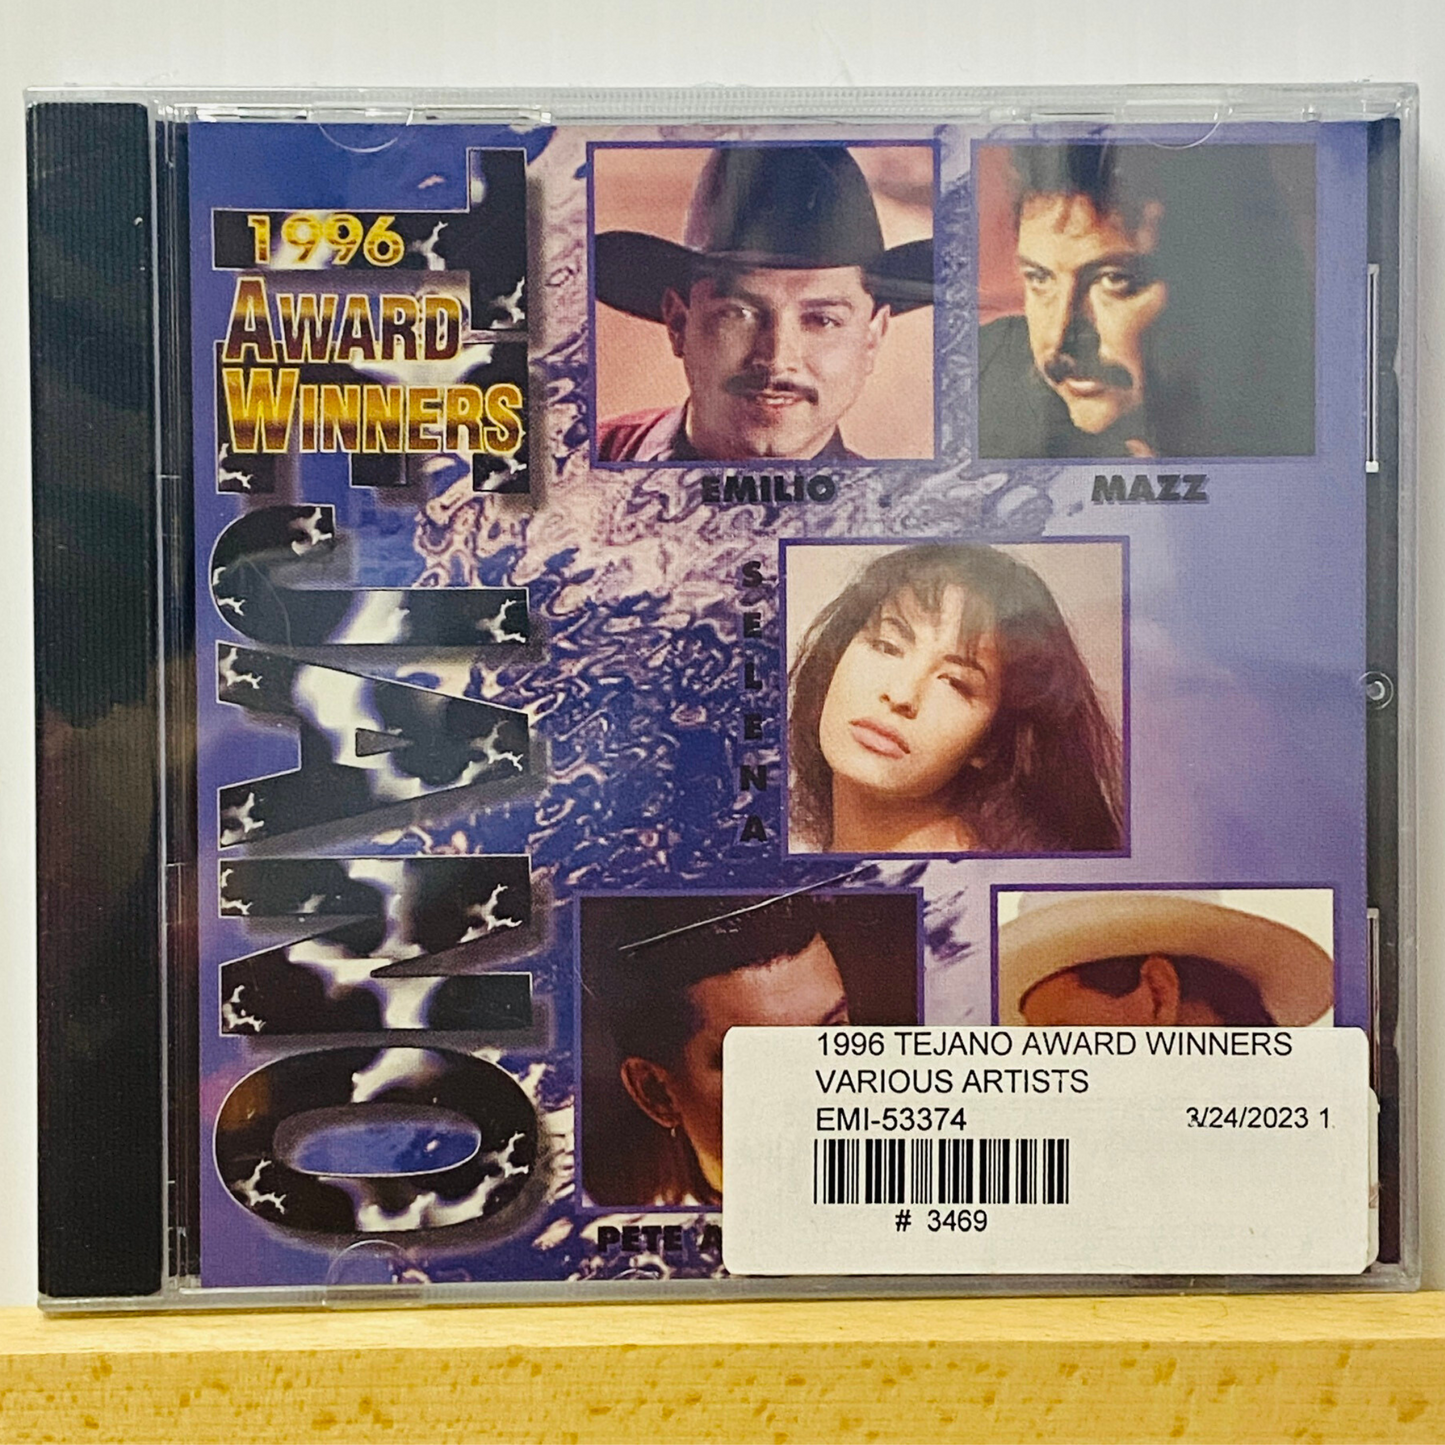 TEJANO
1996
AWARD
WINNERS
EMILIO
MAZZ
SELENA
PETE A
1996 TEJANO AWARD WINNERS
VARIOUS ARTISTS
EMI-53374
3/24/2023 1
# 3469